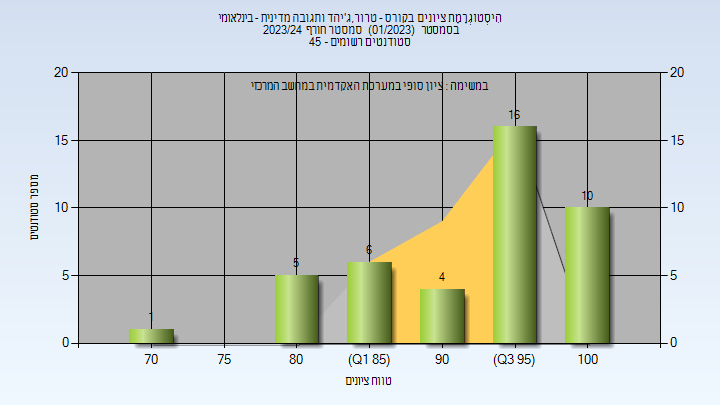 היסטוגרמת ציונים בקורס - טרור,ג'יהד ותגובה מדינית - בינלאומי
בסמסטר (01/2023) סמסטר חורף 2023/24
סטודנטים רשומים - 45
במשימה : ציון סופי במערכת האקדמית במחשב המרכזי
20 20
15 15
10 10
5 5
0 0
מספר סטודנטים
1
5
6
4
16
10
70 75 80 (Q1 85) 90 (Q3 95) 100
טווח ציונים